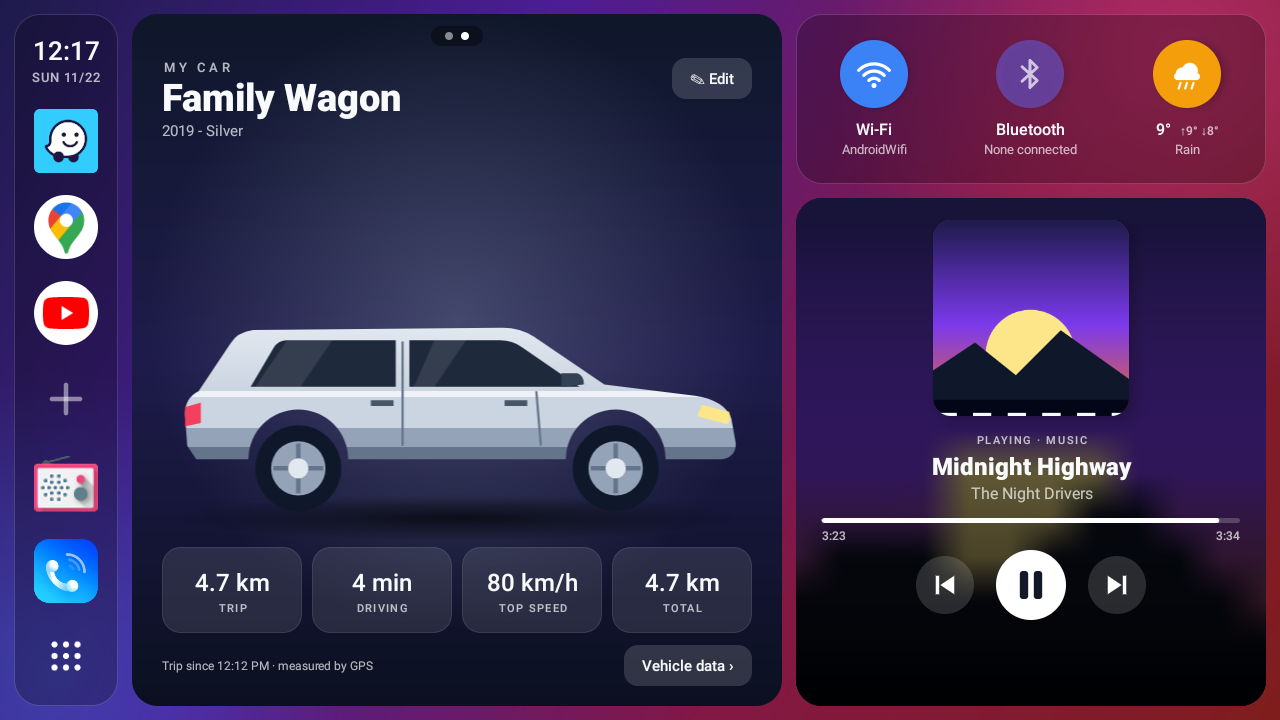 12:17
SUN 11/22
MY CAR
Family Wagon
2019 - Silver
✎ Edit
4.7 km
TRIP
4 min
DRIVING
80 km/h
TOP SPEED
4.7 km
TOTAL
Trip since 12:12 PM · measured by GPS
Vehicle data ›
Wi-Fi
AndroidWifi
Bluetooth
None connected
9° ↑9° ↓8°
Rain
PLAYING · MUSIC
Midnight Highway
The Night Drivers
3:23
3:34